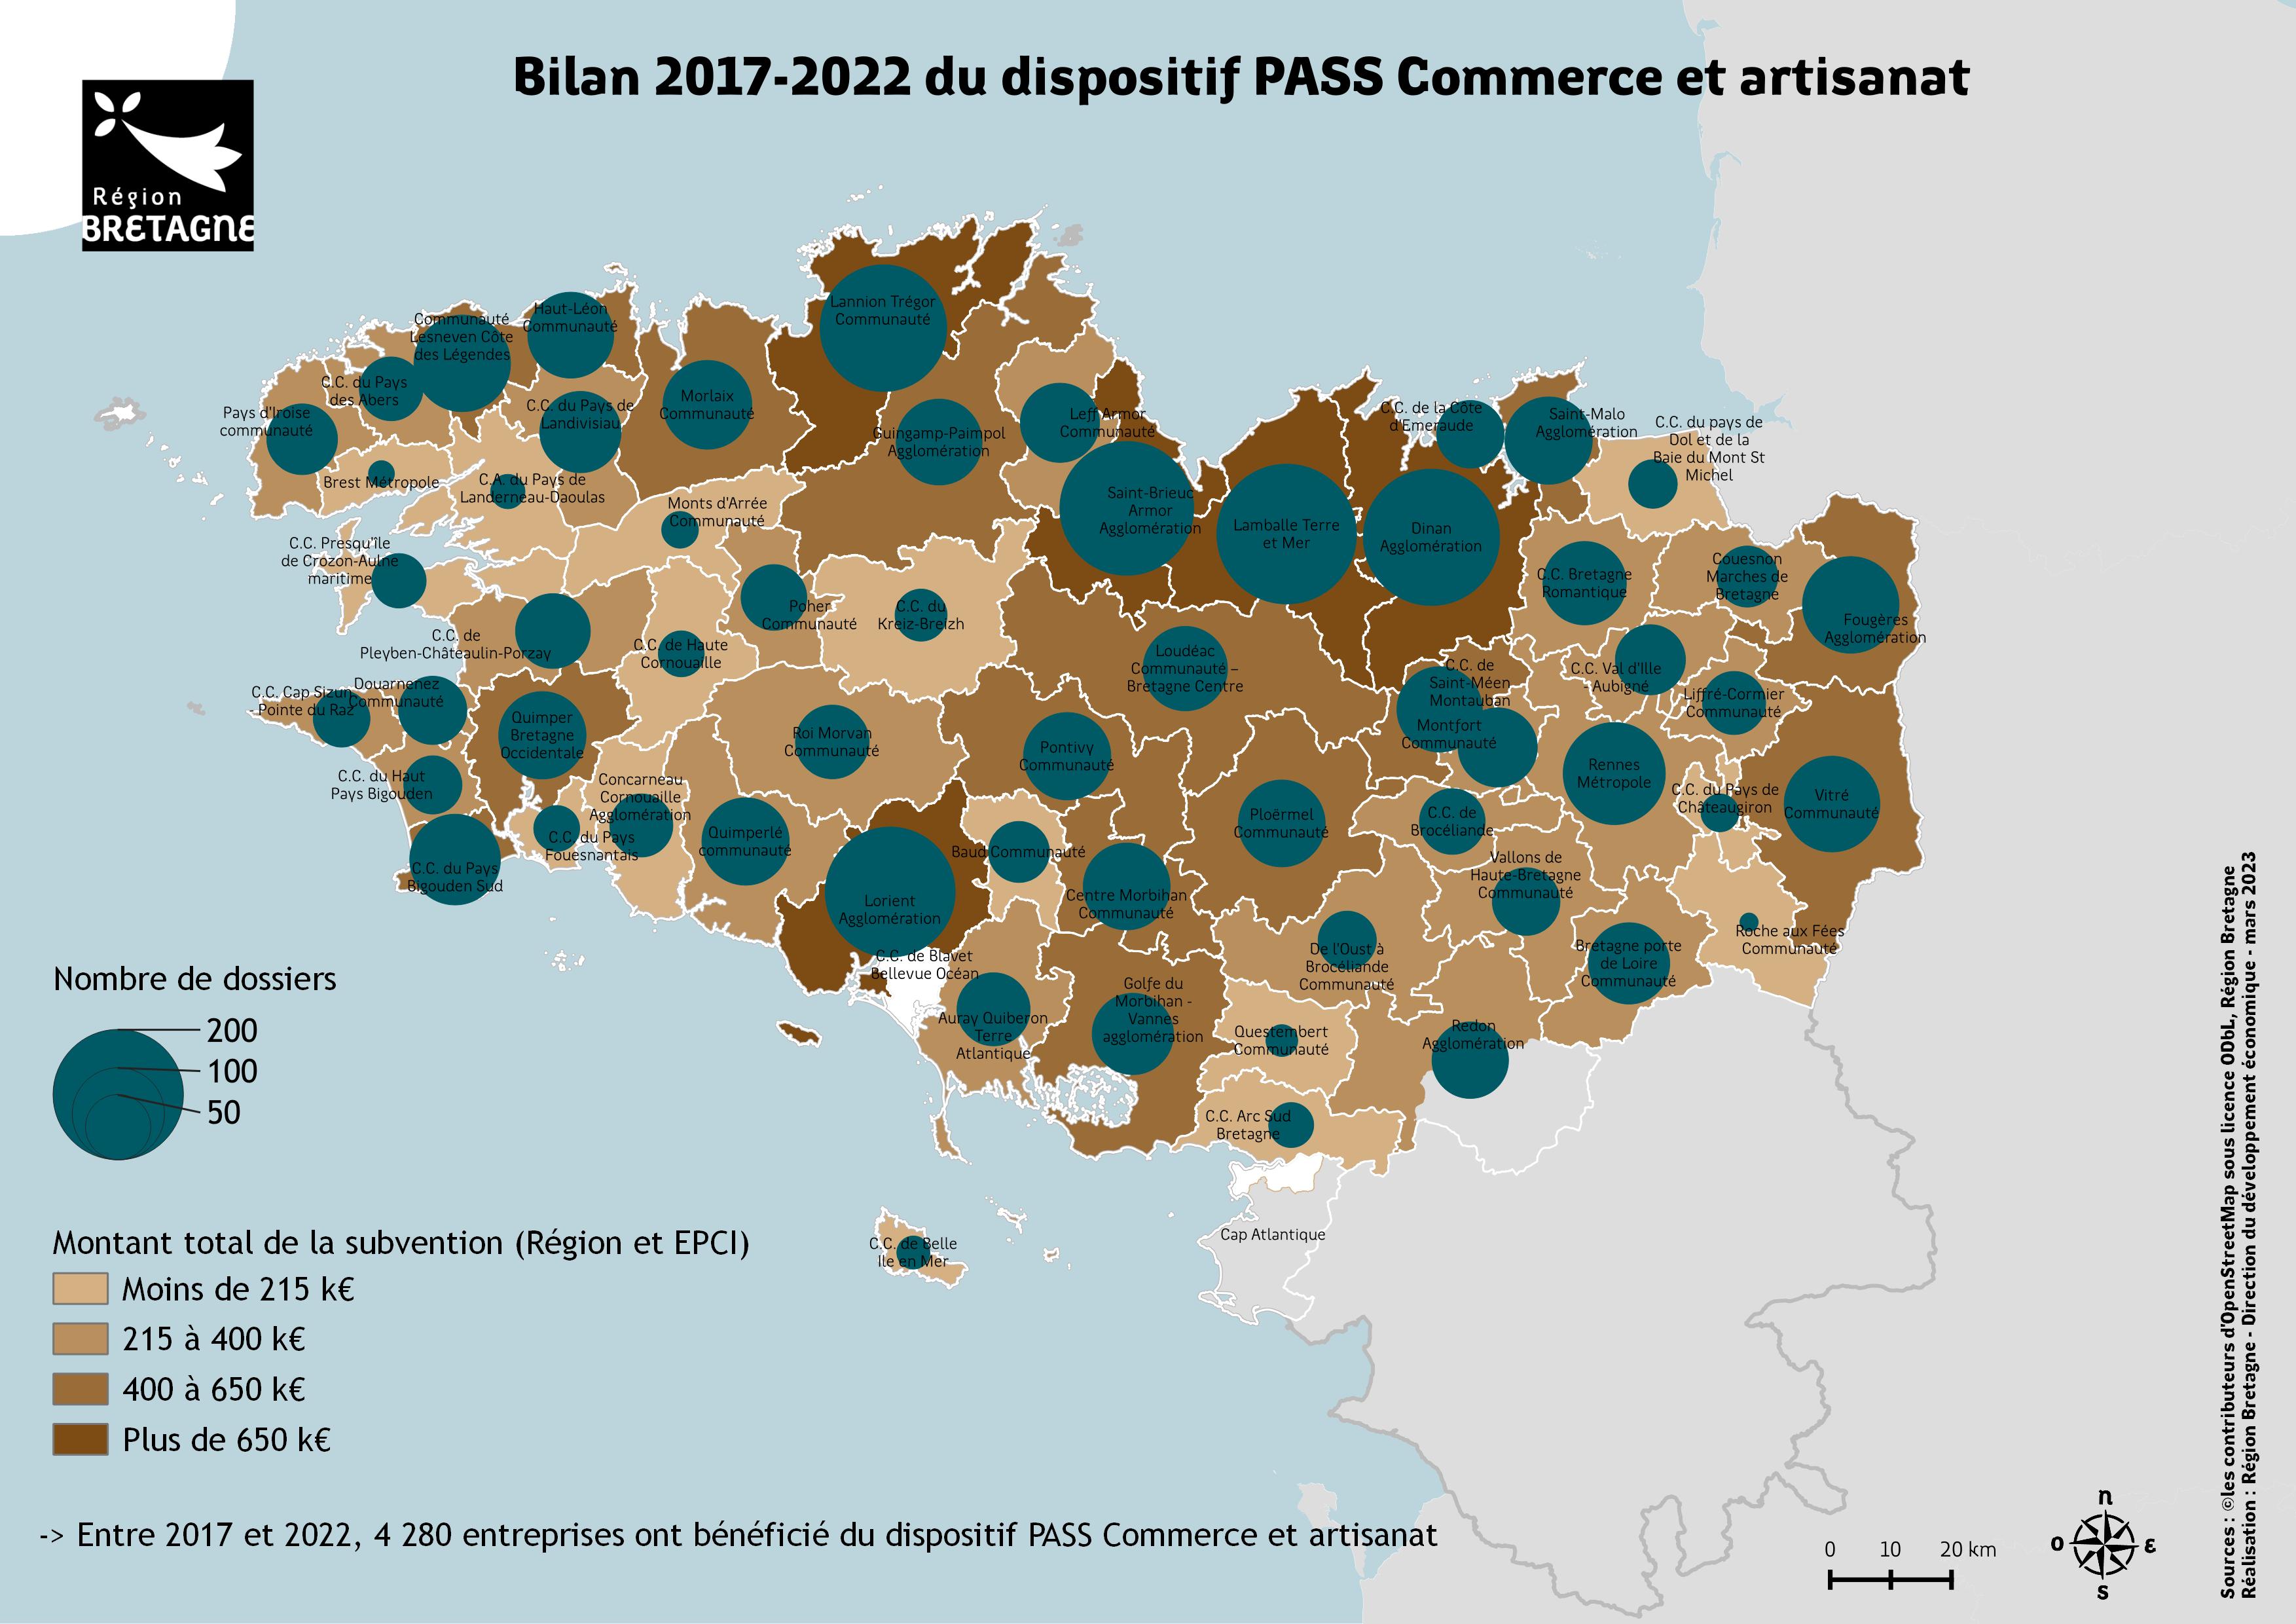 Bilan 2017-2022 du dispositif PASS Commerce et artisanat
Région
BRETAGNE
Lannion Trégor
Communauté
Haut-Léon
Communauté
Communauté
Lesneven Côte
des Légendes
C.C. du Pays
des Abers
Pays d'Iroise
communauté
C.C. du Pays de
Landivisiau
Morlaix
Communauté
Guingamp-Paimpol
Agglomération
Leff Armor
Communauté
C.C. de la Côte
d'Emeraude
Saint-Malo
Agglomération
C.C. du pays de
Dol et de la
Baie du Mont St
Michel
Brest Métropole
C.A. du Pays de
Landerneau-Daoulas
Monts d'Arrée
Communauté
Saint-Brieuc
Armor
Agglomération
Lamballe Terre
et Mer
Dinan
Agglomération
C.C. Presqu'île
de Crozon-Aulne
maritime
C.C. Bretagne
Romantique
Couesnon
Marches de
Bretagne
Fougères
Agglomération
Poher
Communauté
C.C. du
Kreiz-Breizh
C.C. de
Pleyben-Châteaulin-Porzay
C.C. de Haute
Cornouaille
Loudéac
Communauté –
Bretagne Centre
C.C. de
Saint-Méen
Montauban
C.C. Val d'Ille
- Aubigné
Liffré-Cormier
Communauté
C.C. Cap Sizun
- Pointe du Raz
Douarnenez
Communauté
Quimper
Bretagne
Occidentale
Roi Morvan
Communauté
Pontivy
Communauté
Montfort
Communauté
Rennes
Métropole
C.C. du Haut
Pays Bigouden
Concarneau
Cornouaille
Agglomération
C.C. du Pays de
Châteaugiron
Vitré
Communauté
C.C. du Pays
Fouesnantais
Quimperlé
communauté
Ploërmel
Communauté
C.C. de
Brocéliande
C.C. du Pays
Bigouden Sud
Baud Communauté
Vallons de
Haute-Bretagne
Communauté
Lorient
Agglomération
Centre Morbihan
Communauté
Roche aux Fées
Communauté
C.C. de Blavet
Bellevue Océan
De l'Oust à
Brocéliande
Communauté
Bretagne porte
de Loire
Communauté
Auray Quiberon
Terre
Atlantique
Golfe du
Morbihan -
Vannes
agglomération
Questembert
Communauté
Redon
Agglomération
C.C. Arc Sud
Bretagne
C.C. de Belle
Ile en Mer
Cap Atlantique
Nombre de dossiers
200
100
50
Montant total de la subvention (Région et EPCI)
Moins de 215 k€
215 à 400 k€
400 à 650 k€
Plus de 650 k€
-> Entre 2017 et 2022, 4 280 entreprises ont bénéficié du dispositif PASS Commerce et artisanat
0 10 20 km
n
o ε
s
Sources : ©les contributeurs d'OpenStreetMap sous licence ODbL, Région Bretagne
Réalisation : Région Bretagne - Direction du développement économique - mars 2023